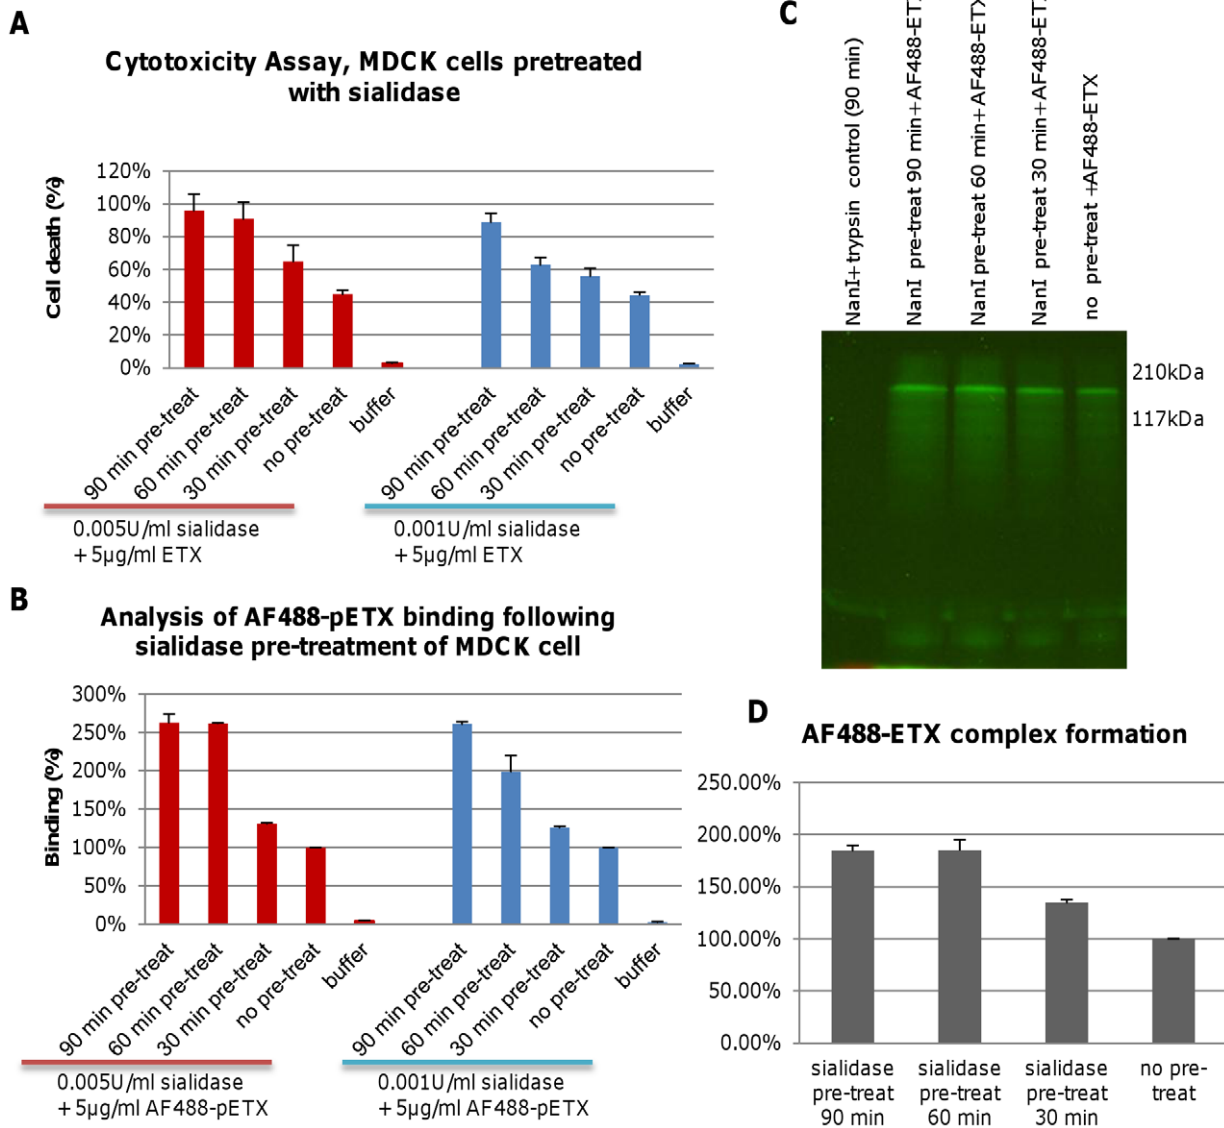 A
Cytotoxicity Assay, MDCK cells pretreated
with sialidase
Cell death (%)
120%
100%
80%
60%
40%
20%
0%
90 min pre-treat
60 min pre-treat
30 min pre-treat
no pre-treat
buffer
90 min pre-treat
60 min pre-treat
30 min pre-treat
no pre-treat
buffer
0.005U/ml sialidase
+ 5µg/ml ETX
0.001U/ml sialidase
+ 5µg/ml ETX
B
Analysis of AF488-pETX binding following
sialidase pre-treatment of MDCK cell
Binding (%)
300%
250%
200%
150%
100%
50%
0%
90 min pre-treat
60 min pre-treat
30 min pre-treat
no pre-treat
buffer
90 min pre-treat
60 min pre-treat
30 min pre-treat
no pre-treat
buffer
0.005U/ml sialidase
+ 5µg/ml AF488-pETX
0.001U/ml sialidase
+ 5µg/ml AF488-pETX
C
NanI+trypsin control (90 min)
NanI pre-treat 90 min+AF488-ETX
NanI pre-treat 60 min+AF488-ETX
NanI pre-treat 30 min+AF488-ETX
no pre-treat +AF488-ETX
210kDa
117kDa
D
AF488-ETX complex formation
250.00%
200.00%
150.00%
100.00%
50.00%
0.00%
sialidase
pre-treat
90 min
sialidase
pre-treat
60 min
sialidase
pre-treat
30 min
no pre-
treat